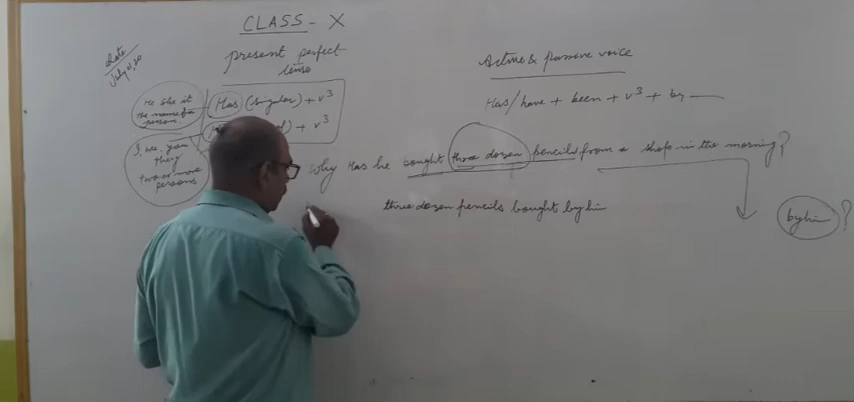 CLASS - X
Date
July
present perfect
tense
Active & passive voice
He she it
the name of a
person
Has (singular) + v³
+ v³
I, we, you
they
two or more
persons
Has/have + been + v³ + by ——
Why Has he bought three dozen pencils from a shop in the morning?
three dozen pencils bought by him
by him ?